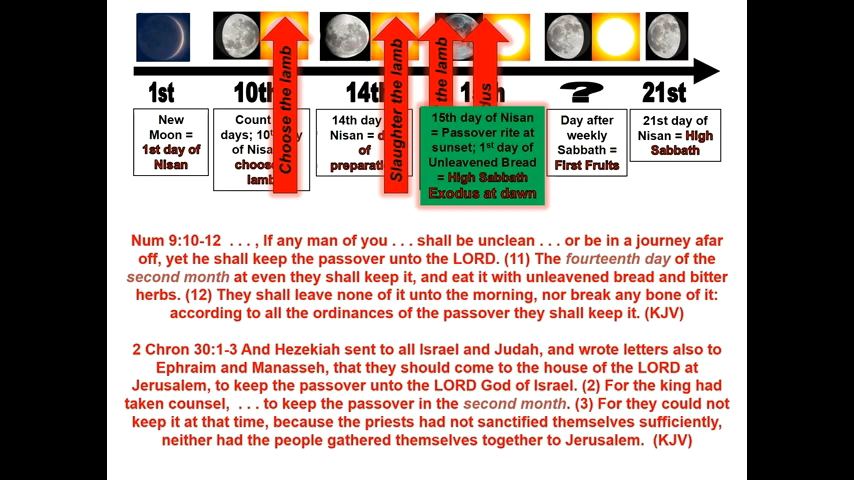 Choose the lamb
Slaughter the lamb
the lamb
dus
1st
10th
14th
?
21st
New
Moon =
1st day of
Nisan
Count
days; 10
of Nisa
choos
lamb
14th day
Nisan = d
of
preparati
15th day of Nisan
= Passover rite at
sunset; 1st day of
Unleavened Bread
= High Sabbath
Exodus at dawn
Day after
weekly
Sabbath =
First Fruits
21st day of
Nisan = High
Sabbath
Num 9:10-12 . . . , If any man of you . . . shall be unclean . . . or be in a journey afar
off, yet he shall keep the passover unto the LORD. (11) The fourteenth day of the
second month at even they shall keep it, and eat it with unleavened bread and bitter
herbs. (12) They shall leave none of it unto the morning, nor break any bone of it:
according to all the ordinances of the passover they shall keep it. (KJV)
2 Chron 30:1-3 And Hezekiah sent to all Israel and Judah, and wrote letters also to
Ephraim and Manasseh, that they should come to the house of the LORD at
Jerusalem, to keep the passover unto the LORD God of Israel. (2) For the king had
taken counsel, . . . to keep the passover in the second month. (3) For they could not
keep it at that time, because the priests had not sanctified themselves sufficiently,
neither had the people gathered themselves together to Jerusalem. (KJV)